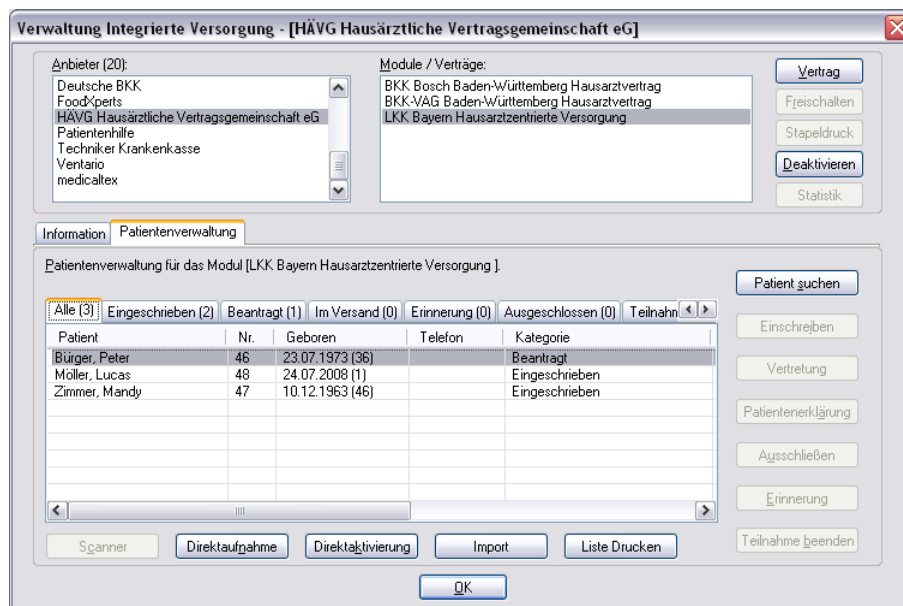 Verwaltung Integrierte Versorgung - [HÄVG Hausärztliche Vertragsgemeinschaft eG]
Anbieter (20):
Deutsche BKK
FoodXperts
HÄVG Hausärztliche Vertragsgemeinschaft eG
Patientenhilfe
Techniker Krankenkasse
Ventario
medicaltex
Module / Verträge:
BKK Bosch Baden-Württemberg Hausarztvertrag
BKK-VAG Baden-Württemberg Hausarztvertrag
LKK Bayern Hausarztzentrierte Versorgung
Vertrag
Freischalten
Stapeldruck
Deaktivieren
Statistik
Information Patientenverwaltung
Patientenverwaltung für das Modul [LKK Bayern Hausarztzentrierte Versorgung ].
Alle (3) Eingeschrieben (2) Beantragt (1) Im Versand (0) Erinnerung (0) Ausgeschlossen (0) Teilnahn
Patient Nr. Geboren Telefon Kategorie
Bürger, Peter 46 23.07.1973 (36) Beantragt
Möller, Lucas 48 24.07.2008 (1) Eingeschrieben
Zimmer, Mandy 47 10.12.1963 (46) Eingeschrieben
Patient suchen
Einschreiben
Vertretung
Patientenerklärung
Ausschließen
Erinnerung
Teilnahme beenden
Scanner Direktaufnahme Direktaktivierung Import Liste Drucken
OK